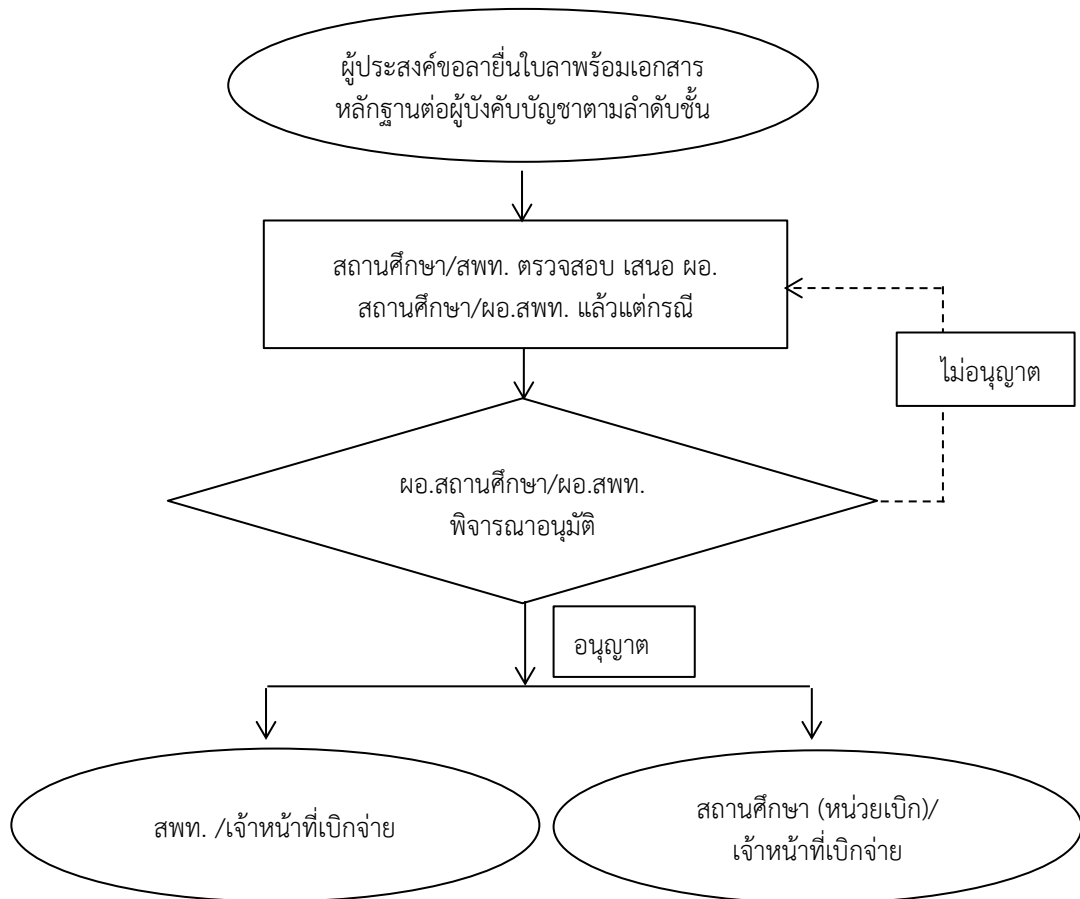 ผู้ประสงค์ขอลายื่นใบลาพร้อมเอกสาร
หลักฐานต่อผู้บังคับบัญชาตามลำดับชั้น
สถานศึกษา/สพท. ตรวจสอบ เสนอ ผอ.
สถานศึกษา/ผอ.สพท. แล้วแต่กรณี
ไม่อนุญาต
ผอ.สถานศึกษา/ผอ.สพท.
พิจารณาอนุมัติ
อนุญาต
สพท. /เจ้าหน้าที่เบิกจ่าย
สถานศึกษา (หน่วยเบิก)/
เจ้าหน้าที่เบิกจ่าย